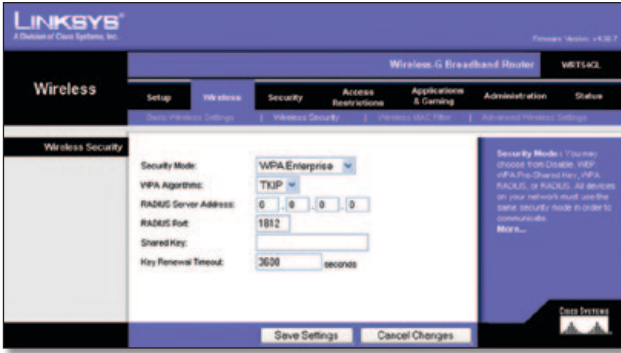 LINKSYS®
A Division of Cisco Systems, Inc.
Firmware Version: v4.30.7
Wireless-G Broadband Router WRT54GL
Wireless
Setup Wireless Security Access Restrictions Applications & Gaming Administration Status
Basic Wireless Settings | Wireless Security | Wireless MAC Filter | Advanced Wireless Settings
Wireless Security
Security Mode: WPA Enterprise
WPA Algorithms: TKIP
RADIUS Server Address: 0 . 0 . 0 . 0
RADIUS Port: 1812
Shared Key:
Key Renewal Timeout: 3600 seconds
Security Mode : You may
choose from Disable, WEP,
WPA Pre-Shared Key, WPA
RADIUS, or RADIUS. All devices
on your network must use the
same security mode in order to
communicate.
More...
Save Settings Cancel Changes
CISCO SYSTEMS